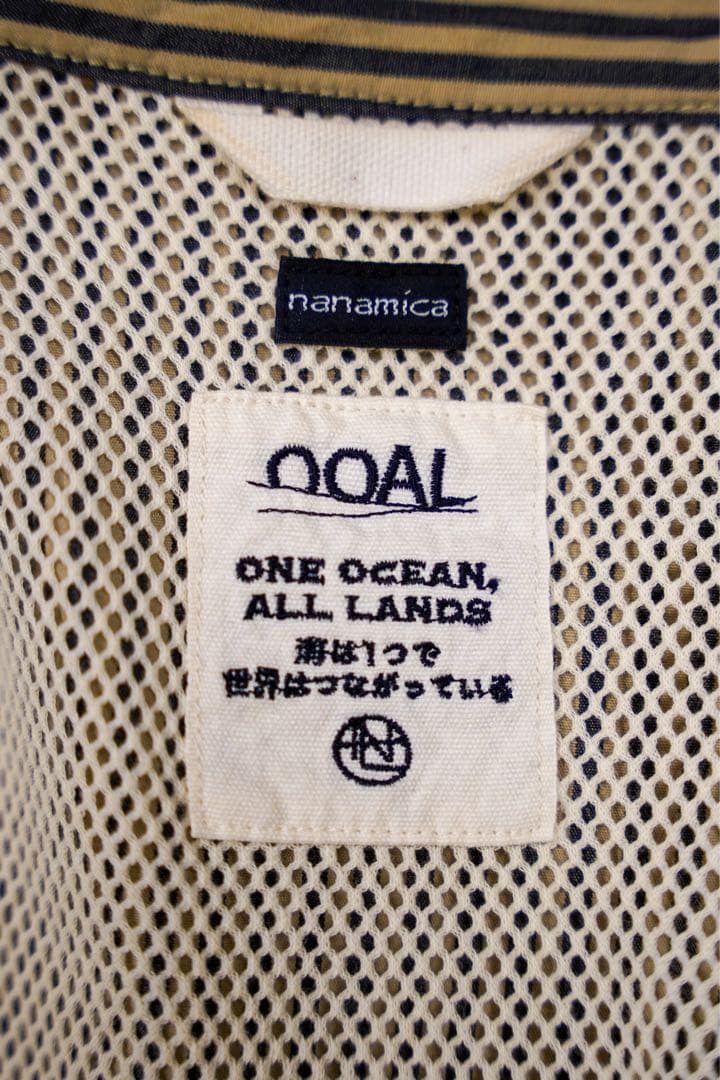 nanamica
OOAL
ONE OCEAN,
ALL LANDS
海は1つで
世界はつながっている